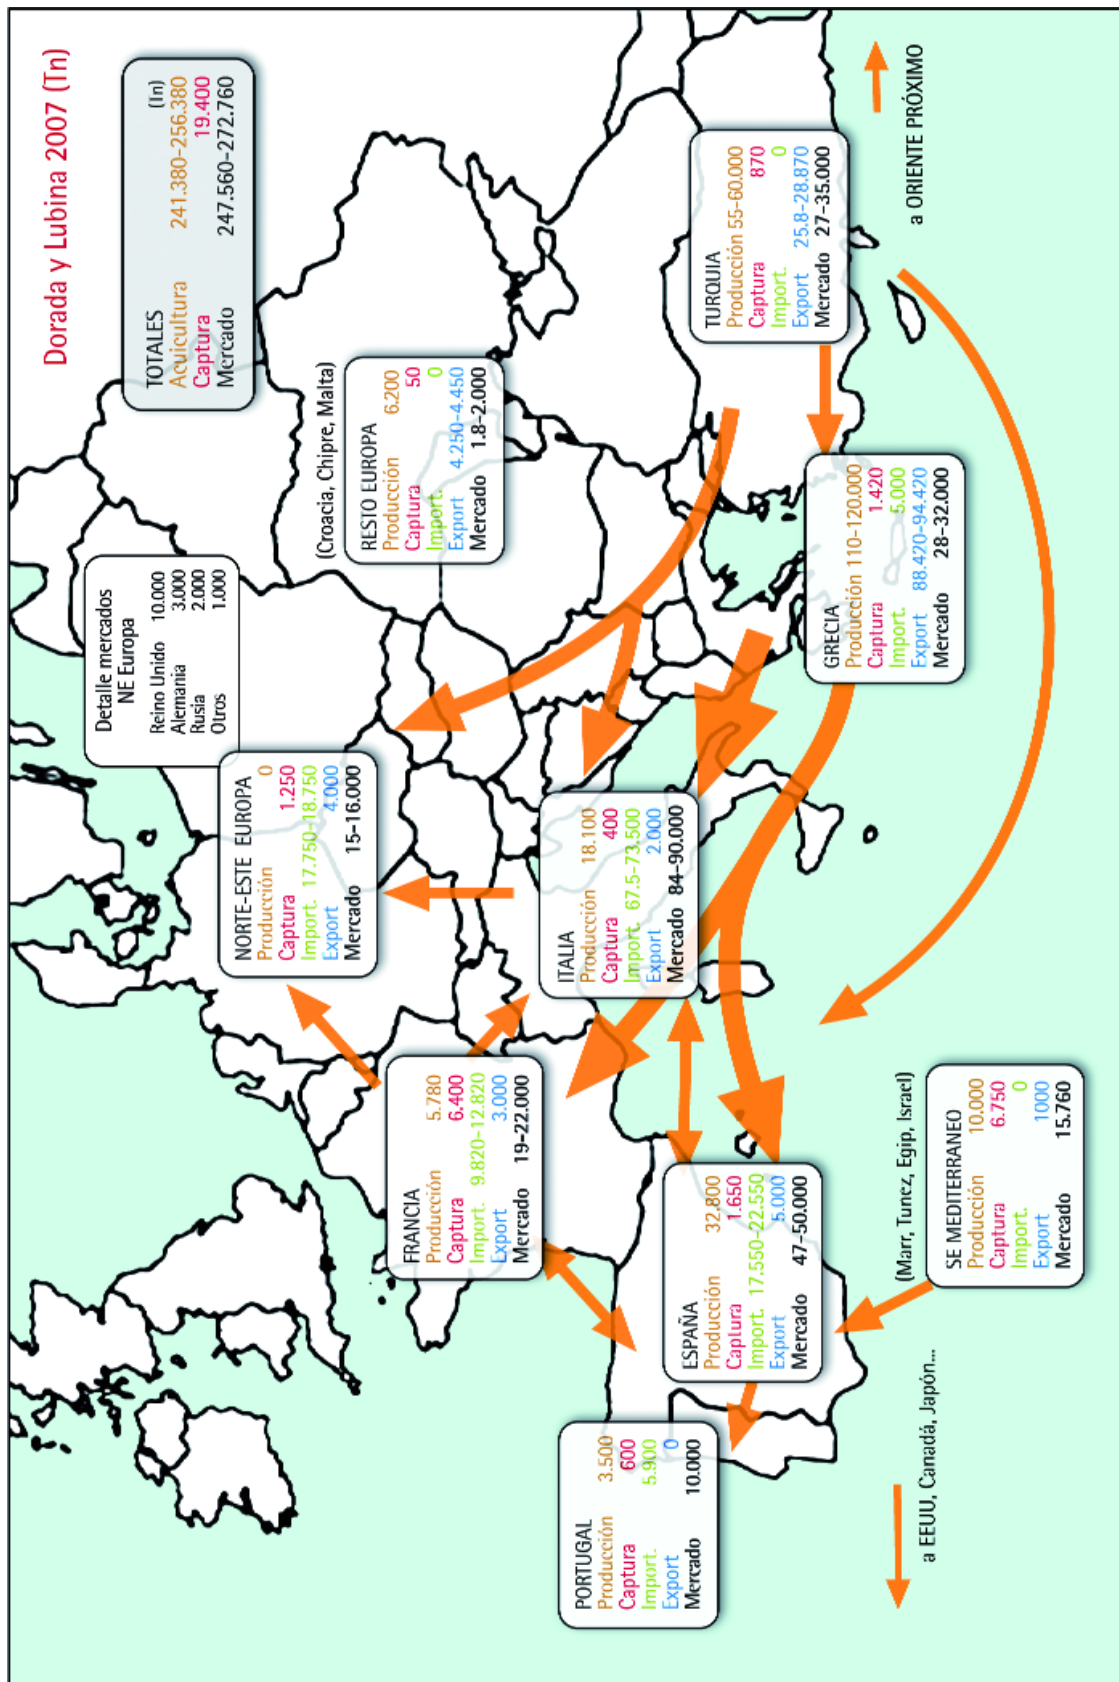 Dorada y Lubina 2007 (Tn)
TOTALES (Tn)
Acuicultura 241.380-256.380
Captura 19.400
Mercado 247.560-272.760
Detalle mercados
NE Europa
Reino Unido 10.000
Alemania 3.000
Rusia 2.000
Otros 1.000
NORTE-ESTE EUROPA
Producción 0
Captura 1.250
Import. 17.750-18.750
Export 4.000
Mercado 15-16.000
(Croacia, Chipre, Malta)
RESTO EUROPA
Producción 6.200
Captura 50
Import. 0
Export 4.250-4.450
Mercado 1.8-2.000
FRANCIA
Producción 5.780
Captura 6.400
Import. 9.820-12.820
Export 3.000
Mercado 19-22.000
ITALIA
Producción 18.100
Captura 400
Import. 67.5-73.500
Export 2.000
Mercado 84-90.000
PORTUGAL
Producción 3.500
Captura 600
Import. 5.900
Export 0
Mercado 10.000
ESPAÑA
Producción 32.800
Captura 1.650
Import. 17.550-22.550
Export 5.000
Mercado 47-50.000
TURQUIA
Producción 55-60.000
Captura 870
Import. 0
Export 25.8-28.870
Mercado 27-35.000
GRECIA
Producción 110-120.000
Captura 1.420
Import. 5.000
Export 88.420-94.420
Mercado 28-32.000
(Marr, Tunez, Egip, Israel)
SE MEDITERRANEO
Producción 10.000
Captura 6.750
Import. 0
Export 1000
Mercado 15.760
a EEUU, Canadá, Japón...
a ORIENTE PRÓXIMO